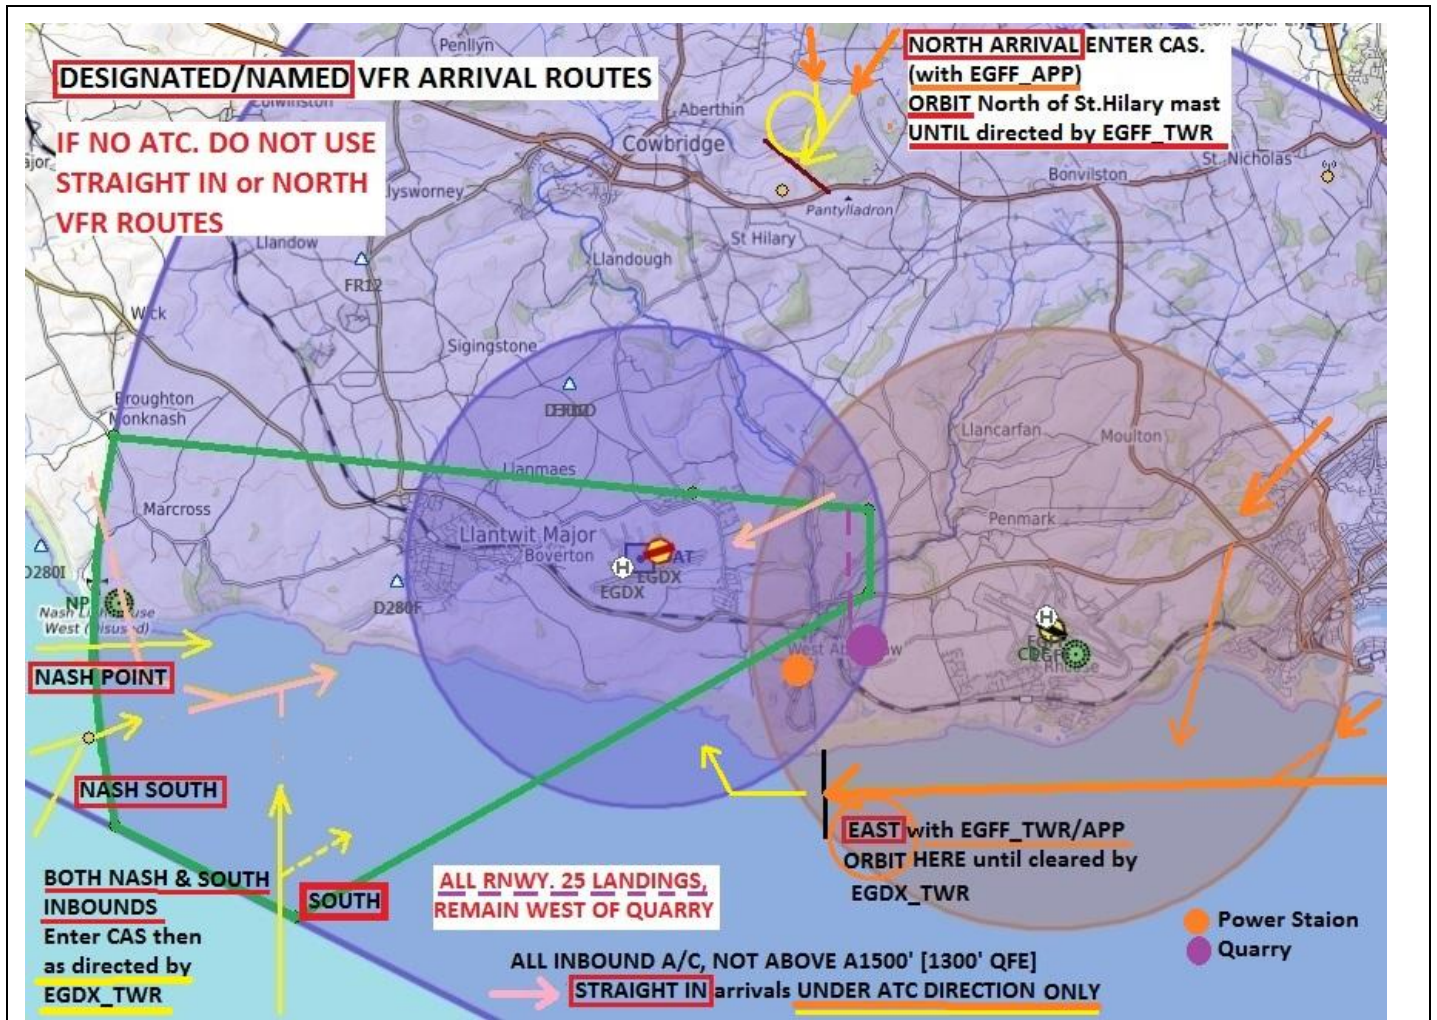 DESIGNATED/NAMED VFR ARRIVAL ROUTES
IF NO ATC. DO NOT USE
STRAIGHT IN or NORTH
VFR ROUTES
NORTH ARRIVAL ENTER CAS.
(with EGFF_APP)
ORBIT North of St.Hilary mast
UNTIL directed by EGFF_TWR
Penllyn
Aberthin
Cowbridge
St. Nicholas
Bonvilston
Pantylladron
St Hilary
Llandough
Llandow
FR12
Wick
Sigingstone
Broughton
Monknash
Llancarfan
Moulton
Llanmaes
Marcross
Penmark
Llantwit Major
Boverton
H
EGDX
EGDX
D280I
D280F
NP
H
West
NASH POINT
NASH SOUTH
BOTH NASH & SOUTH
INBOUNDS
Enter CAS then
as directed by
EGDX_TWR
SOUTH
ALL RNWY. 25 LANDINGS,
REMAIN WEST OF QUARRY
EAST with EGFF_TWR/APP
ORBIT HERE until cleared by
EGDX_TWR
Power Staion
Quarry
ALL INBOUND A/C, NOT ABOVE A1500' [1300' QFE]
STRAIGHT IN arrivals UNDER ATC DIRECTION ONLY